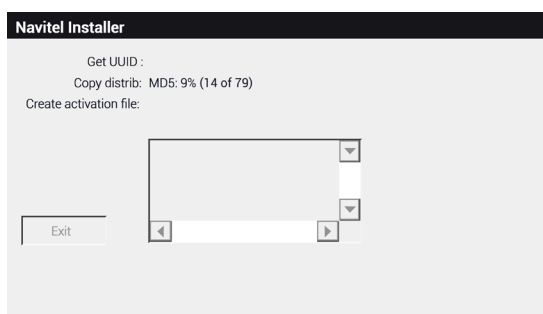 Navitel Installer
Get UUID :
Copy distrib: MD5: 9% (14 of 79)
Create activation file:
Exit